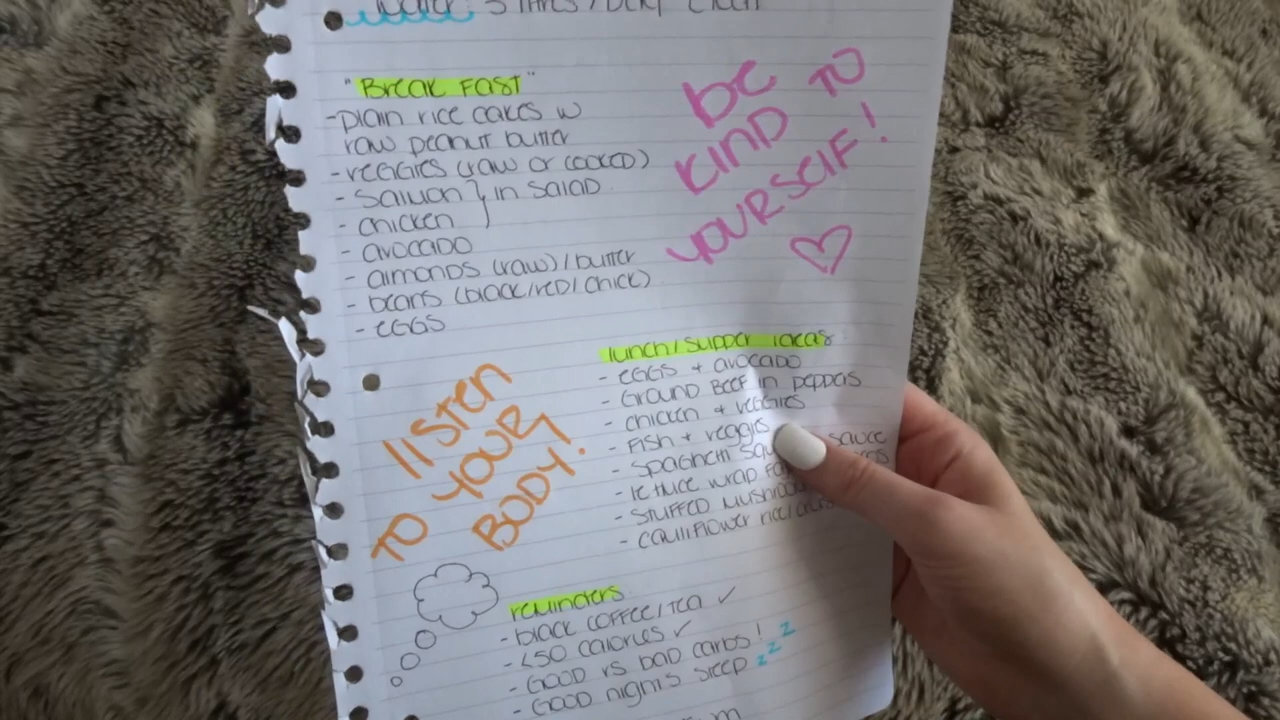 "BREAK FAST"
-plain rice cakes w
raw peanut butter
- veggies (raw or cooked)
- salmon } in salad
- chicken
- avocado
- almonds (raw)/butter
- beans (black/red/chick)
- eggs
BE
KIND TO
YOURSELF!
lunch/supper ideas
- eggs + avocado
- Ground Beef in peppers
- chicken + veggies
- fish + veggies
- spaghetti sauce
- lettuce wrap
- stuffed
- cauliflower rice/
LISTEN
TO YOUR
BODY!
reminders
- black coffee/tea ✓
- <50 calories ✓
- Good vs bad carbs!
- Good nights sleep zzz